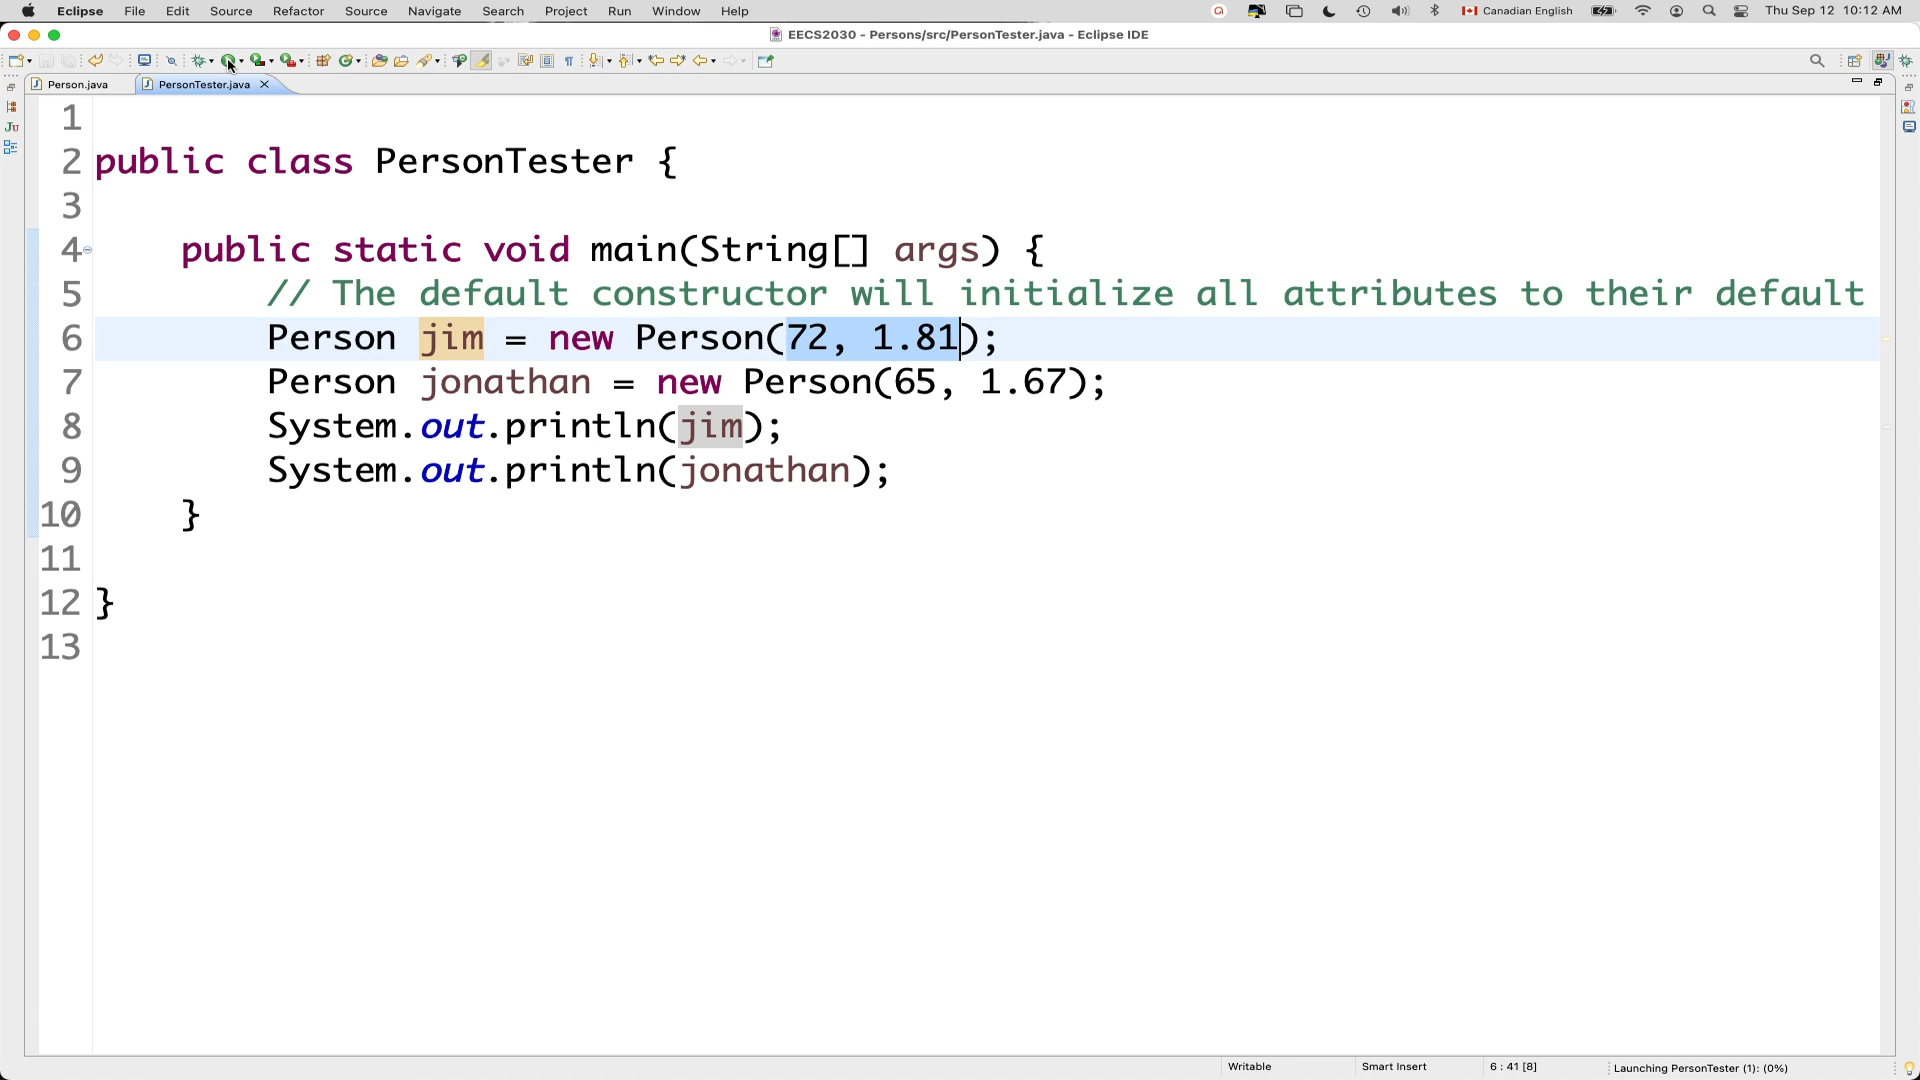 Eclipse File Edit Source Refactor Source Navigate Search Project Run Window Help Canadian English Thu Sep 12 10:12 AM
EECS2030 - Persons/src/PersonTester.java - Eclipse IDE
Person.java PersonTester.java
1
2 public class PersonTester {
3
4 public static void main(String[] args) {
5 // The default constructor will initialize all attributes to their default
6 Person jim = new Person(72, 1.81);
7 Person jonathan = new Person(65, 1.67);
8 System.out.println(jim);
9 System.out.println(jonathan);
10 }
11
12 }
13
Writable Smart Insert 6 : 41 [8] Launching PersonTester (1): (0%)